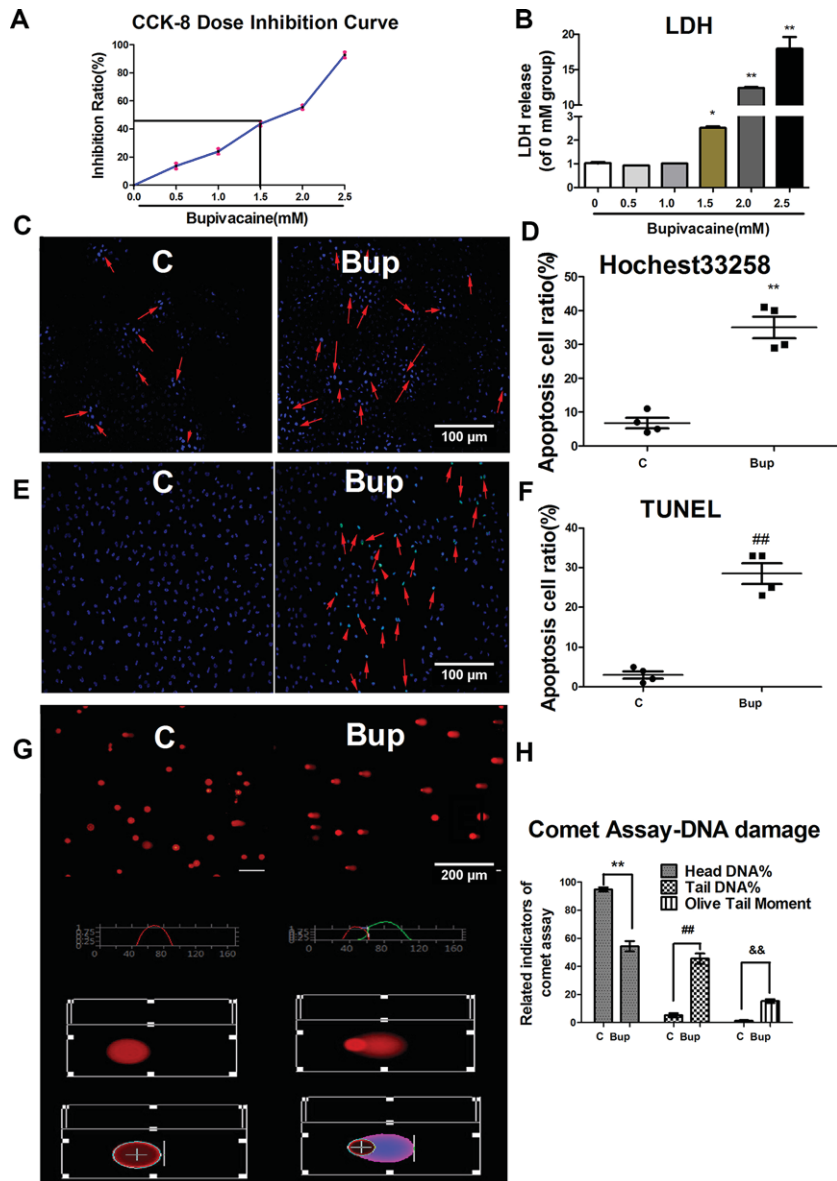 A
CCK-8 Dose Inhibition Curve
Inhibition Ratio(%)
100
80
60
40
20
0
0.0 0.5 1.0 1.5 2.0 2.5
Bupivacaine(mM)
B
LDH
LDH release
(of 0 mM group)
20
15
10
3
2
1
0
*
**
**
0 0.5 1.0 1.5 2.0 2.5
Bupivacaine(mM)
C
C
Bup
100 µm
D
Hochest33258
Apoptosis cell ratio(%)
50
40
30
20
10
0
**
C Bup
E
C
Bup
100 µm
F
TUNEL
Apoptosis cell ratio(%)
40
30
20
10
0
##
C Bup
G
C
Bup
200 µm
0 40 80 120 160
0 40 80 120 160
H
Comet Assay-DNA damage
Related indicators of
comet assay
100
80
60
40
20
0
Head DNA%
Tail DNA%
Olive Tail Moment
**
##
&&
C Bup C Bup C Bup